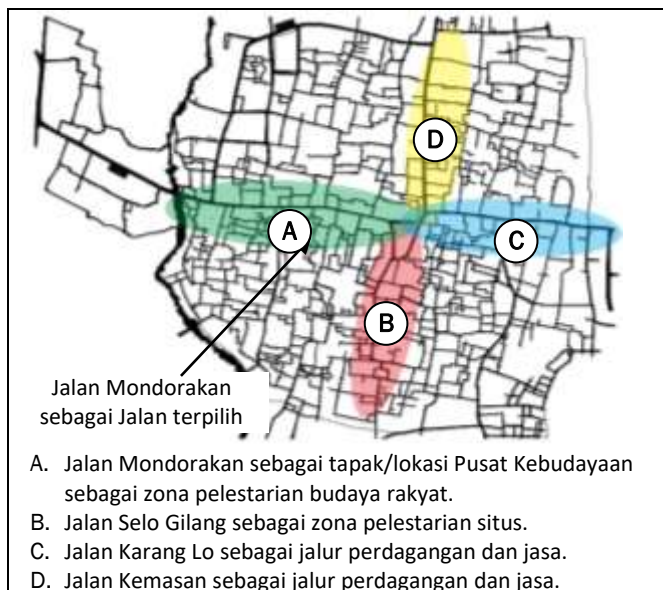 D
A
C
B
Jalan Mondorakan
sebagai Jalan terpilih
A. Jalan Mondorakan sebagai tapak/lokasi Pusat Kebudayaan
sebagai zona pelestarian budaya rakyat.
B. Jalan Selo Gilang sebagai zona pelestarian situs.
C. Jalan Karang Lo sebagai jalur perdagangan dan jasa.
D. Jalan Kemasan sebagai jalur perdagangan dan jasa.